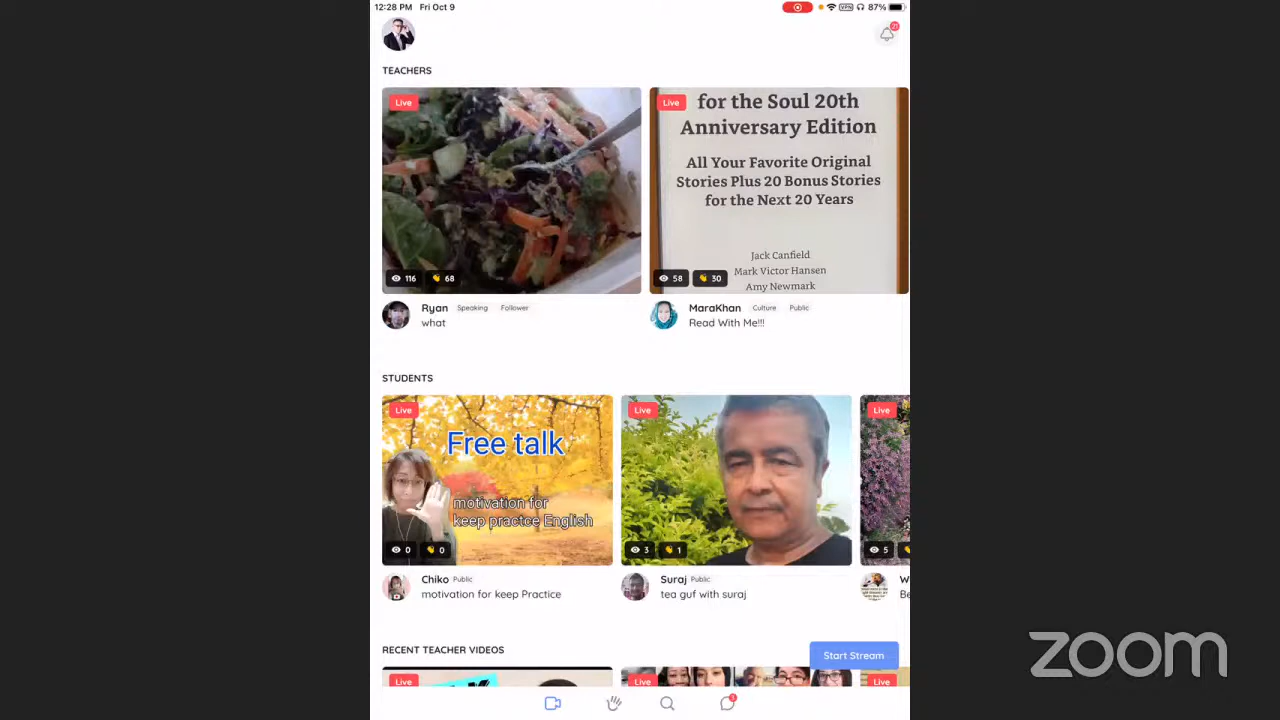 12:28 PM Fri Oct 9
VPN 87%
27
TEACHERS
Live
116 68
Ryan Speaking Follower
what
Live
for the Soul 20th
Anniversary Edition
All Your Favorite Original
Stories Plus 20 Bonus Stories
for the Next 20 Years
Jack Canfield
Mark Victor Hansen
Amy Newmark
58 30
MaraKhan Culture Public
Read With Me!!!
STUDENTS
Live
Free talk
motivation for
keep practce English
0 0
Chiko Public
motivation for keep Practice
Live
3 1
Suraj Public
tea guf with suraj
Live
5
W
Be
RECENT TEACHER VIDEOS
Start Stream
Live
Live
Live
zoom